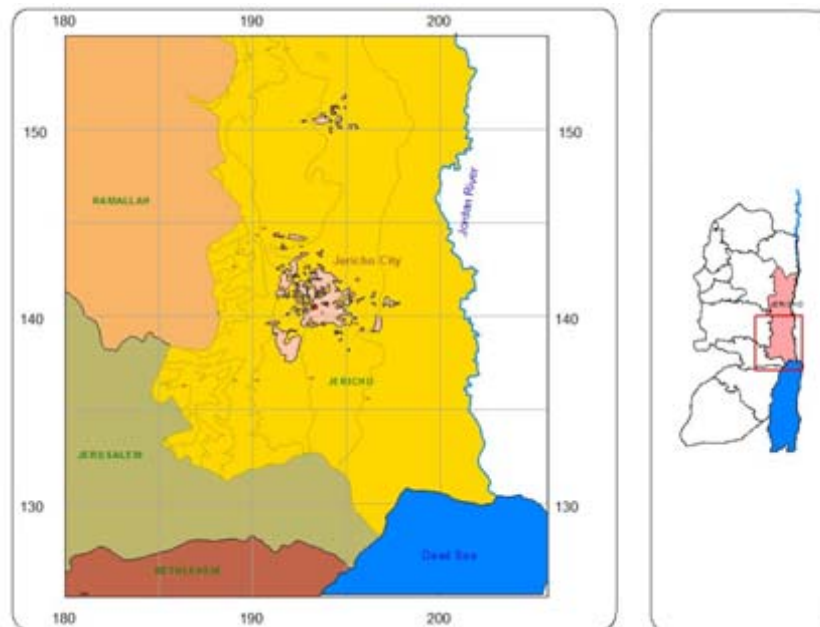 180
190
200
150
150
RAMALLAH
Jordan River
Jericho City
140
140
JERICHO
JERUSALEM
130
130
Dead Sea
BETHLEHEM
180
190
200
JERICHO